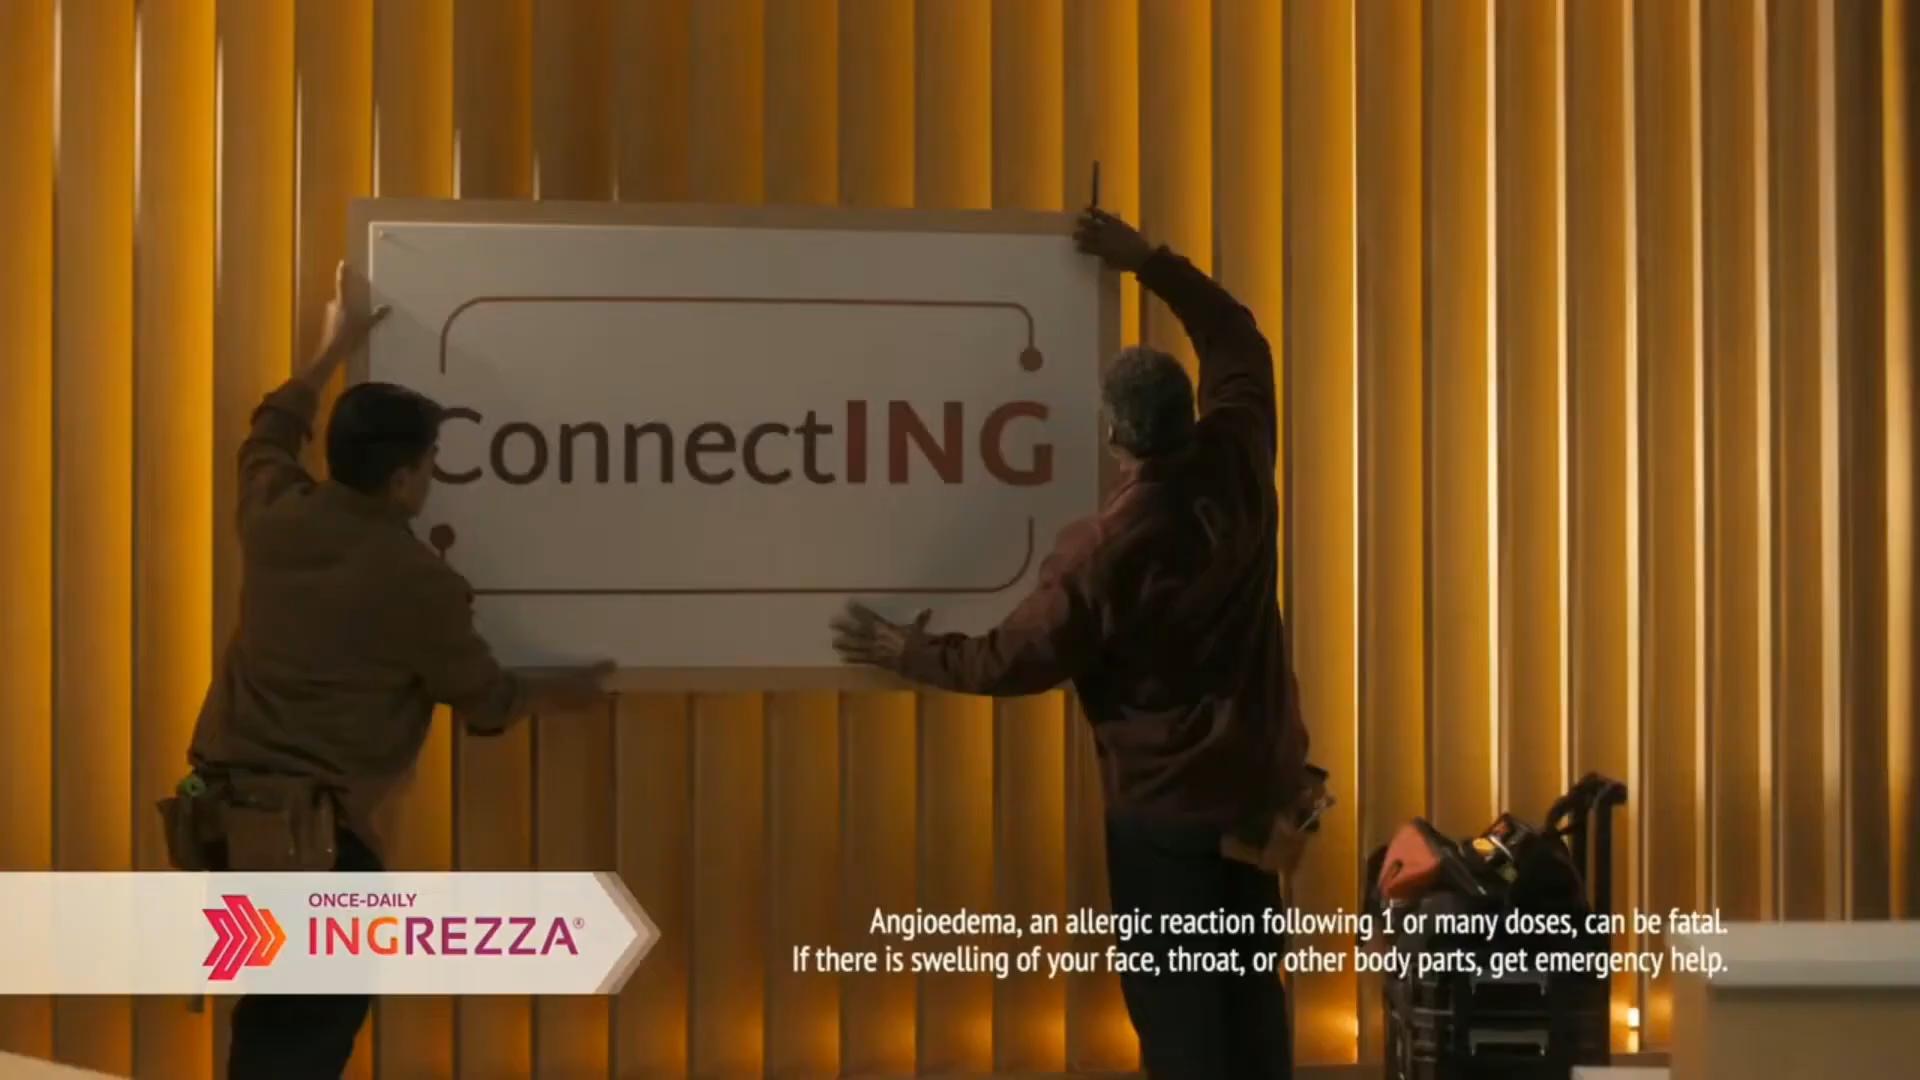 ConnectING
ONCE-DAILY
INGREZZA®
Angioedema, an allergic reaction following 1 or many doses, can be fatal.
If there is swelling of your face, throat, or other body parts, get emergency help.